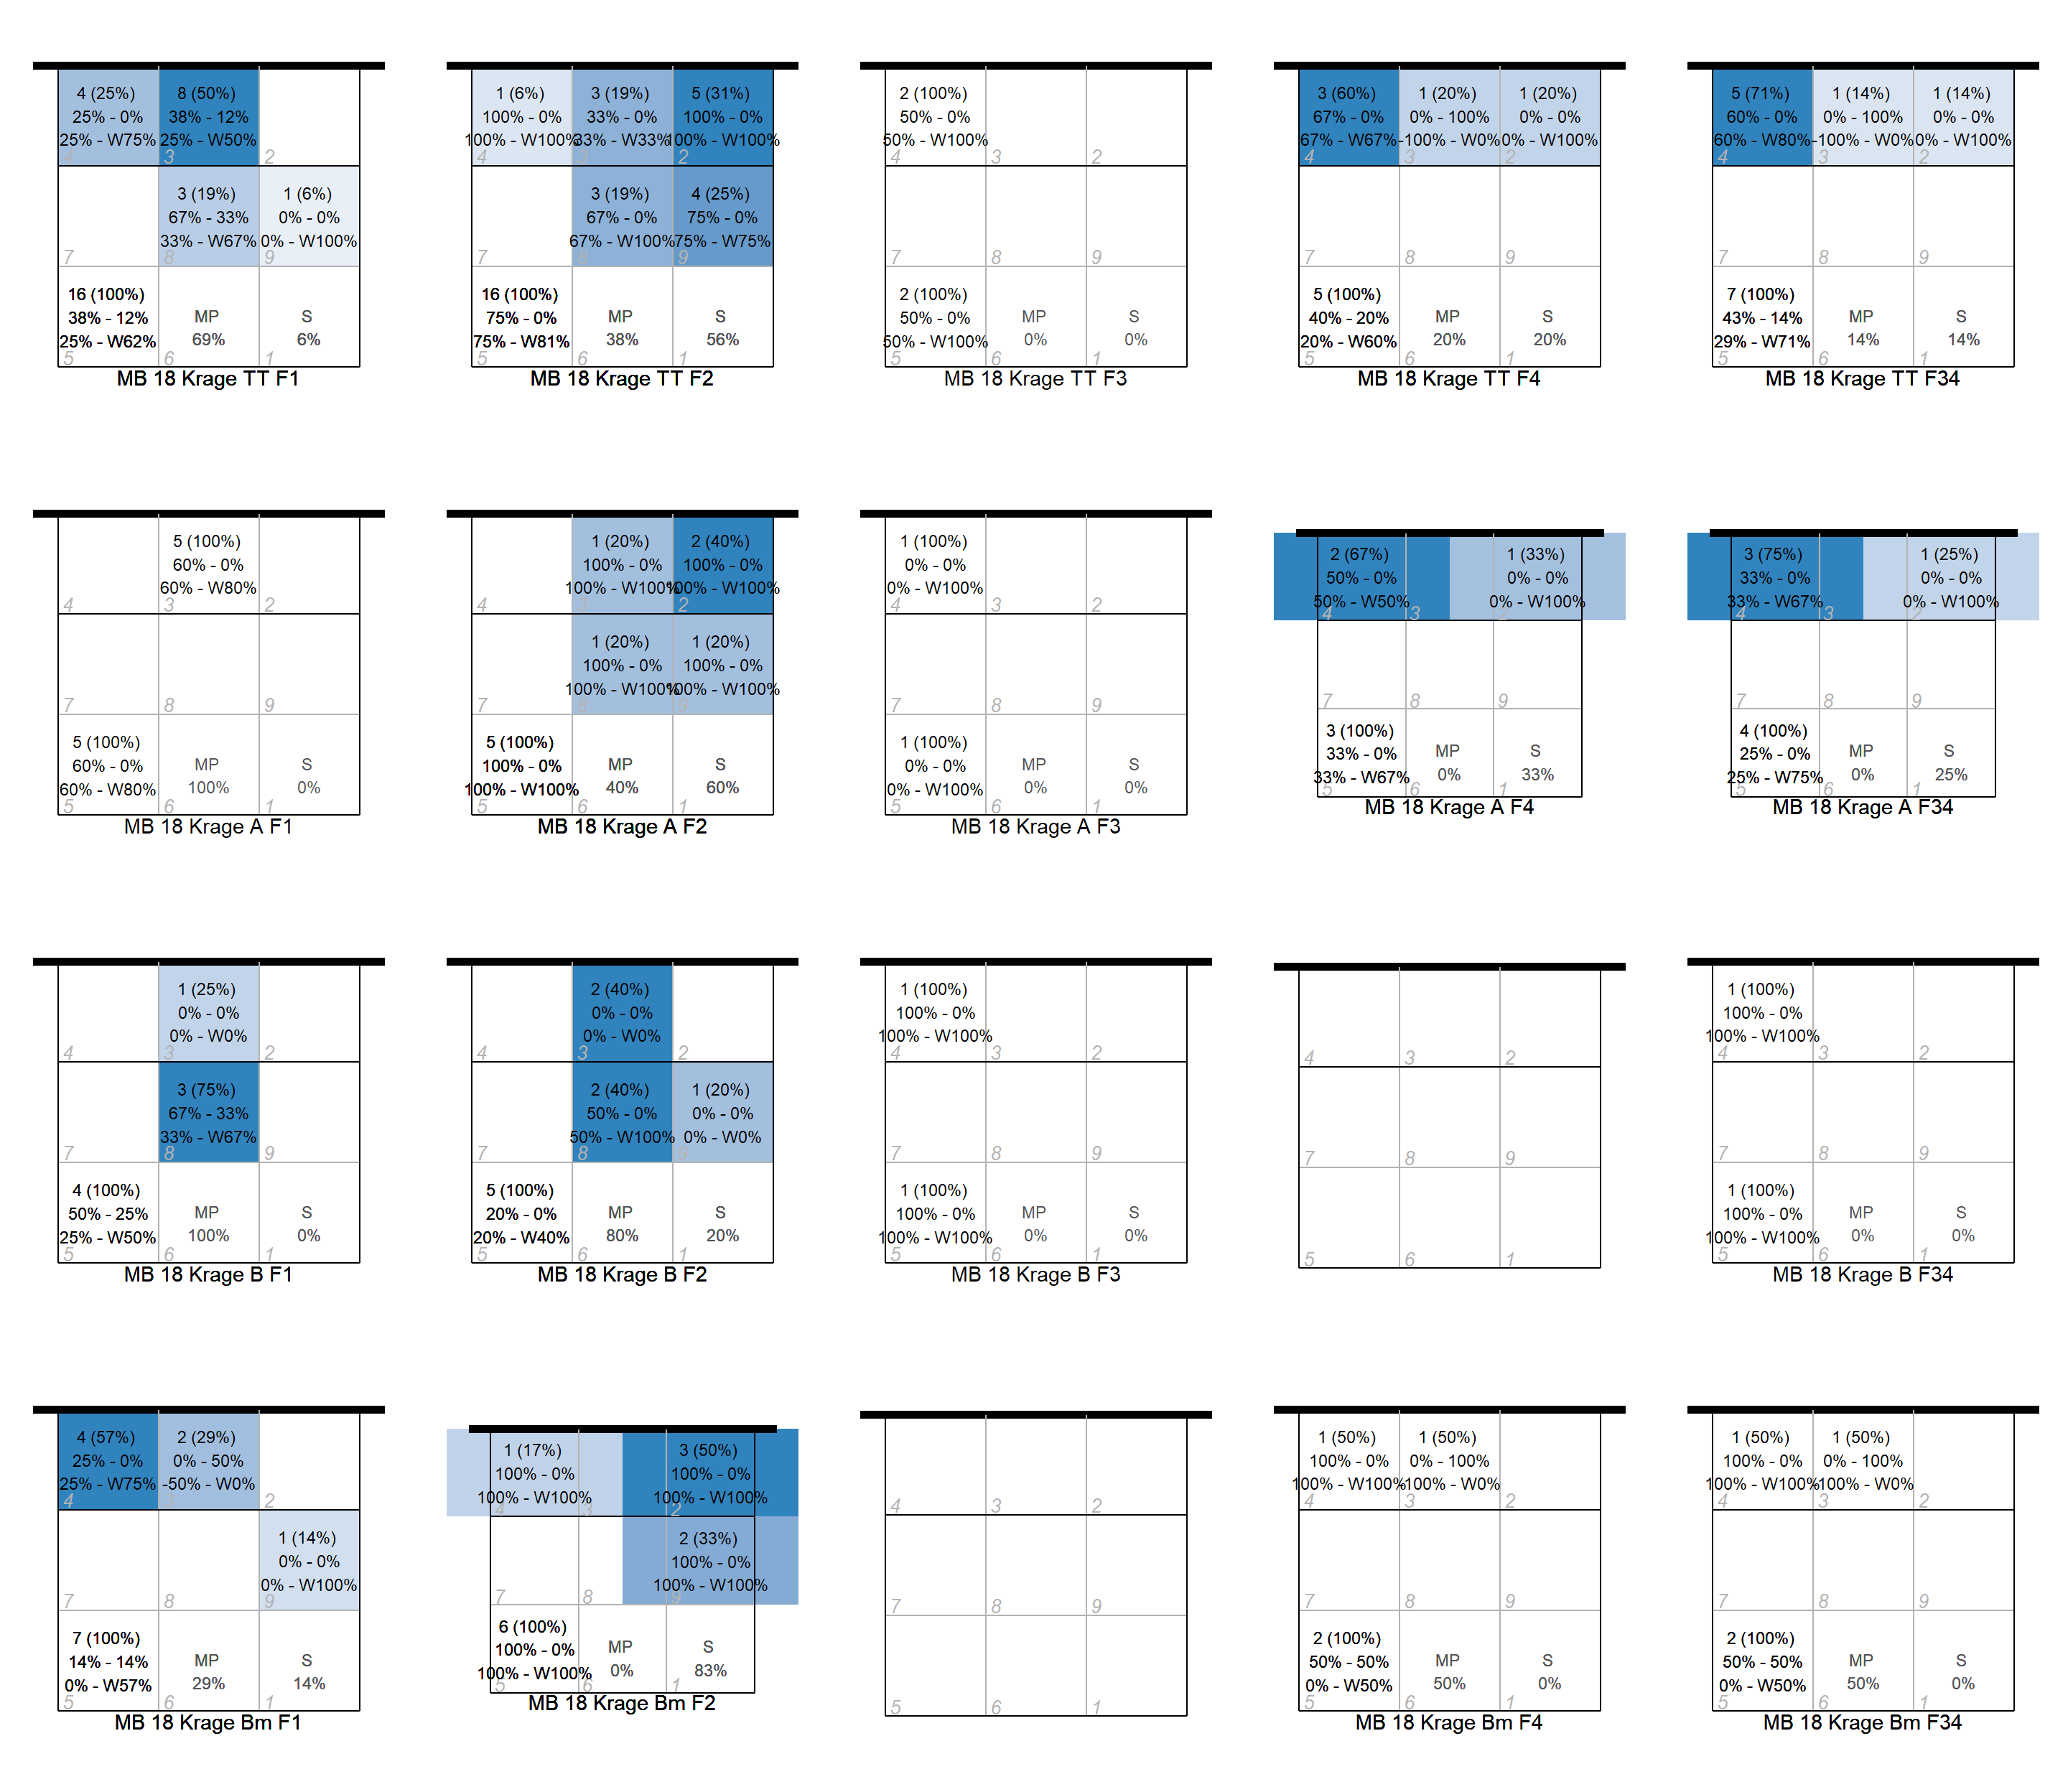 4 (25%)
25% - 0%
25% - W75%
4
8 (50%)
38% - 12%
25% - W50%
3
2
7
3 (19%)
67% - 33%
33% - W67%
8
1 (6%)
0% - 0%
0% - W100%
9
16 (100%)
38% - 12%
25% - W62%
5
MP
69%
6
S
6%
1
MB 18 Krage TT F1
1 (6%)
100% - 0%
100% - W100%
4
3 (19%)
33% - 0%
33% - W33%
3
5 (31%)
100% - 0%
100% - W100%
2
7
3 (19%)
67% - 0%
67% - W100%
8
4 (25%)
75% - 0%
75% - W75%
9
16 (100%)
75% - 0%
75% - W81%
5
MP
38%
6
S
56%
1
MB 18 Krage TT F2
2 (100%)
50% - 0%
50% - W100%
4
3
2
7
8
9
2 (100%)
50% - 0%
50% - W100%
5
MP
0%
6
S
0%
1
MB 18 Krage TT F3
3 (60%)
67% - 0%
67% - W67%
4
1 (20%)
0% - 100%
-100% - W0%
3
1 (20%)
0% - 0%
0% - W100%
2
7
8
9
5 (100%)
40% - 20%
20% - W60%
5
MP
20%
6
S
20%
1
MB 18 Krage TT F4
5 (71%)
60% - 0%
60% - W80%
4
1 (14%)
0% - 100%
-100% - W0%
3
1 (14%)
0% - 0%
0% - W100%
2
7
8
9
7 (100%)
43% - 14%
29% - W71%
5
MP
14%
6
S
14%
1
MB 18 Krage TT F34
4
5 (100%)
60% - 0%
60% - W80%
3
2
7
8
9
5 (100%)
60% - 0%
60% - W80%
5
MP
100%
6
S
0%
1
MB 18 Krage A F1
4
1 (20%)
100% - 0%
100% - W100%
3
2 (40%)
100% - 0%
100% - W100%
2
7
1 (20%)
100% - 0%
100% - W100%
8
1 (20%)
100% - 0%
100% - W100%
9
5 (100%)
100% - 0%
100% - W100%
5
MP
40%
6
S
60%
1
MB 18 Krage A F2
1 (100%)
0% - 0%
0% - W100%
4
3
2
7
8
9
1 (100%)
0% - 0%
0% - W100%
5
MP
0%
6
S
0%
1
MB 18 Krage A F3
2 (67%)
50% - 0%
50% - W50%
4
3
1 (33%)
0% - 0%
0% - W100%
2
7
8
9
3 (100%)
33% - 0%
33% - W67%
5
MP
0%
6
S
33%
1
MB 18 Krage A F4
3 (75%)
33% - 0%
33% - W67%
4
3
1 (25%)
0% - 0%
0% - W100%
2
7
8
9
4 (100%)
25% - 0%
25% - W75%
5
MP
0%
6
S
25%
1
MB 18 Krage A F34
4
1 (25%)
0% - 0%
0% - W0%
3
2
7
3 (75%)
67% - 33%
33% - W67%
8
9
4 (100%)
50% - 25%
25% - W50%
5
MP
100%
6
S
0%
1
MB 18 Krage B F1
4
2 (40%)
0% - 0%
0% - W0%
3
2
7
2 (40%)
50% - 0%
50% - W100%
8
1 (20%)
0% - 0%
0% - W0%
9
5 (100%)
20% - 0%
20% - W40%
5
MP
80%
6
S
20%
1
MB 18 Krage B F2
1 (100%)
100% - 0%
100% - W100%
4
3
2
7
8
9
1 (100%)
100% - 0%
100% - W100%
5
MP
0%
6
S
0%
1
MB 18 Krage B F3
4
3
2
7
8
9
5
6
1
1 (100%)
100% - 0%
100% - W100%
4
3
2
7
8
9
1 (100%)
100% - 0%
100% - W100%
5
MP
0%
6
S
0%
1
MB 18 Krage B F34
4 (57%)
25% - 0%
25% - W75%
4
2 (29%)
0% - 50%
-50% - W0%
3
2
7
8
1 (14%)
0% - 0%
0% - W100%
9
7 (100%)
14% - 14%
0% - W57%
5
MP
29%
6
S
14%
1
MB 18 Krage Bm F1
1 (17%)
100% - 0%
100% - W100%
4
3
3 (50%)
100% - 0%
100% - W100%
2
7
8
2 (33%)
100% - 0%
100% - W100%
9
6 (100%)
100% - 0%
100% - W100%
5
MP
0%
6
S
83%
1
MB 18 Krage Bm F2
4
3
2
7
8
9
5
6
1
1 (50%)
100% - 0%
100% - W100%
4
1 (50%)
0% - 100%
-100% - W0%
3
2
7
8
9
2 (100%)
50% - 50%
0% - W50%
5
MP
50%
6
S
0%
1
MB 18 Krage Bm F4
1 (50%)
100% - 0%
100% - W100%
4
1 (50%)
0% - 100%
-100% - W0%
3
2
7
8
9
2 (100%)
50% - 50%
0% - W50%
5
MP
50%
6
S
0%
1
MB 18 Krage Bm F34